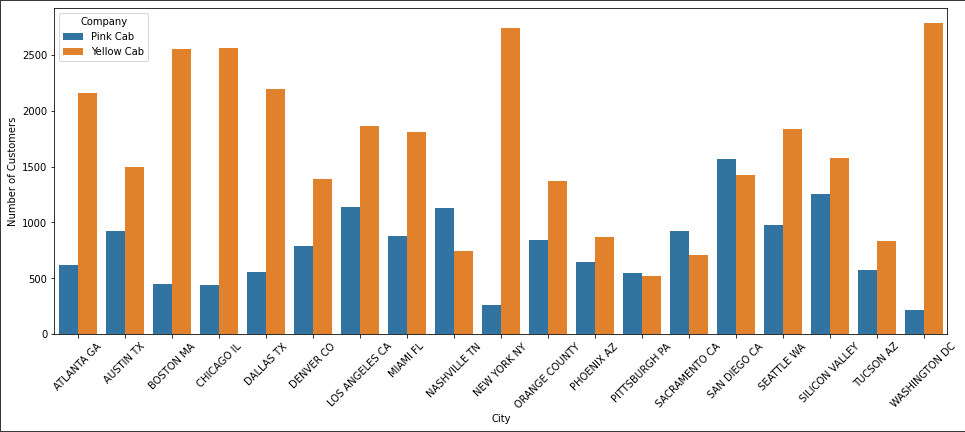 Company
Pink Cab
Yellow Cab
Number of Customers
2500
2000
1500
1000
500
0
ATLANTA GA
AUSTIN TX
BOSTON MA
CHICAGO IL
DALLAS TX
DENVER CO
LOS ANGELES CA
MIAMI FL
NASHVILLE TN
NEW YORK NY
ORANGE COUNTY
PHOENIX AZ
PITTSBURGH PA
SACRAMENTO CA
SAN DIEGO CA
SEATTLE WA
SILICON VALLEY
TUCSON AZ
WASHINGTON DC
City